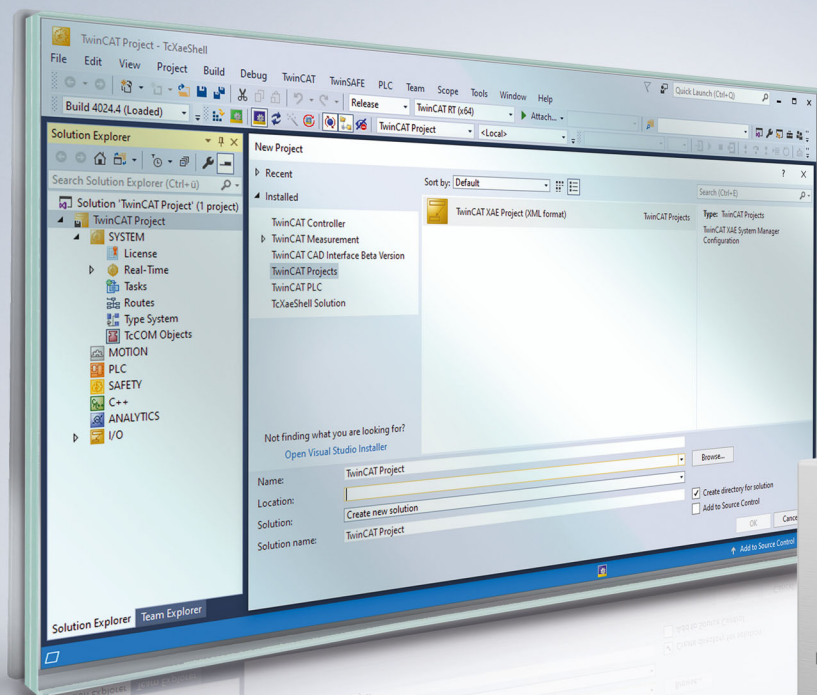 TwinCAT Project - TcXaeShell
File Edit View Project Build Debug TwinCAT TwinSAFE PLC Team Scope Tools Window Help
Quick Launch (Ctrl+Q)
Release
TwinCAT RT (x64)
Attach...
Build 4024.4 (Loaded)
TwinCAT Project
<Local>
Solution Explorer
Search Solution Explorer (Ctrl+ü)
Solution 'TwinCAT Project' (1 project)
TwinCAT Project
SYSTEM
License
Real-Time
Tasks
Routes
Type System
TcCOM Objects
MOTION
PLC
SAFETY
C++
ANALYTICS
I/O
Solution Explorer
Team Explorer
New Project
? X
Recent
Installed
TwinCAT Controller
TwinCAT Measurement
TwinCAT CAD Interface Beta Version
TwinCAT Projects
TwinCAT PLC
TcXaeShell Solution
Not finding what you are looking for?
Open Visual Studio Installer
Sort by: Default
TwinCAT XAE Project (XML format)
TwinCAT Projects
Search (Ctrl+E)
Type: TwinCAT Projects
TwinCAT XAE System Manager
Configuration
Name:
TwinCAT Project
Location:
Browse...
Solution:
Create new solution
Solution name:
TwinCAT Project
Create directory for solution
Add to Source Control
OK
Cance
Add to Source Control